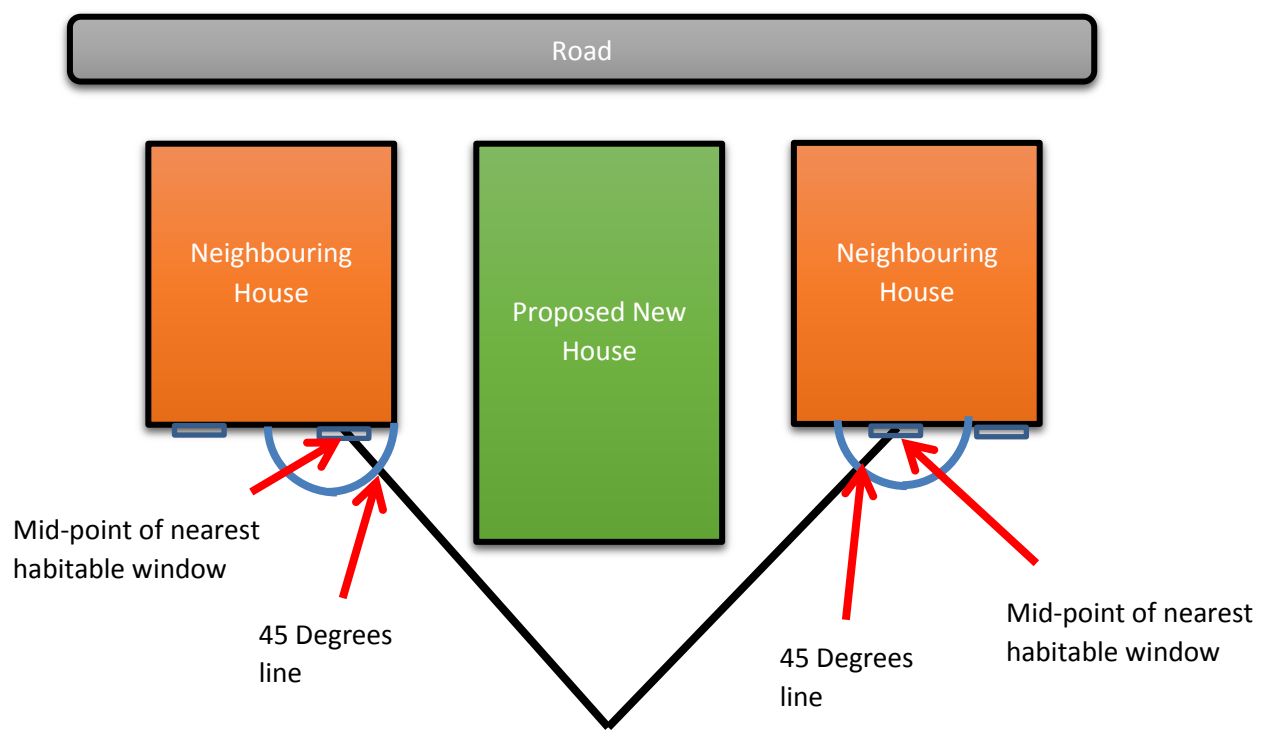 Road
Neighbouring
House
Proposed New
House
Neighbouring
House
Mid-point of nearest
habitable window
45 Degrees
line
45 Degrees
line
Mid-point of nearest
habitable window